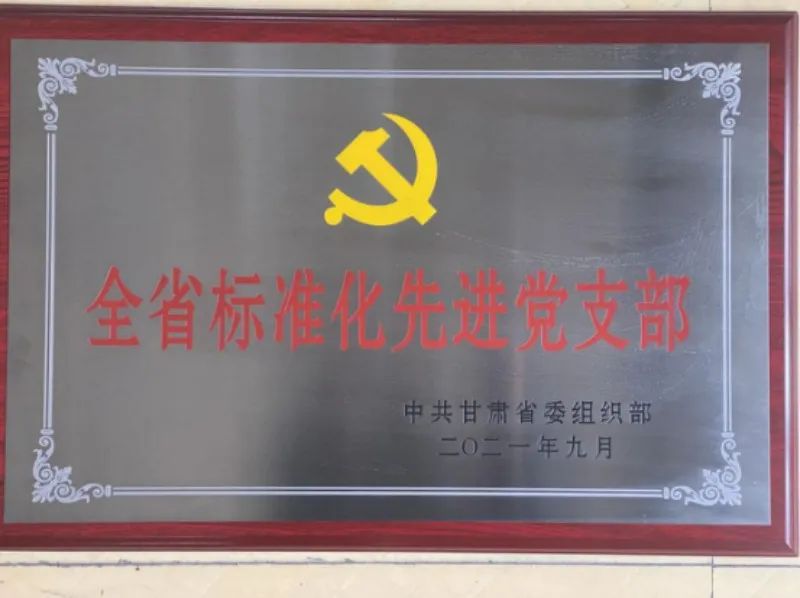 全省标准化先进党支部
中共甘肃省委组织部
二〇二一年九月